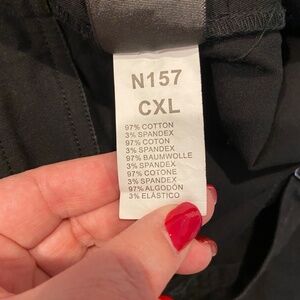 N157
CXL
97% COTTON
3% SPANDEX
97% COTON
3% SPANDEX
97% BAUMWOLLE
3% SPANDEX
97% COTONE
3% SPANDEX
97% ALGODÓN
3% ELÁSTICO